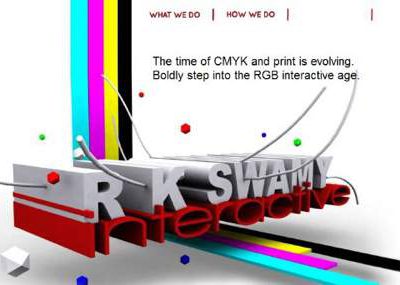 WHAT WE DO | HOW WE DO |
The time of CMYK and print is evolving.
Boldly step into the RGB interactive age.
R K SWAMY
interactive